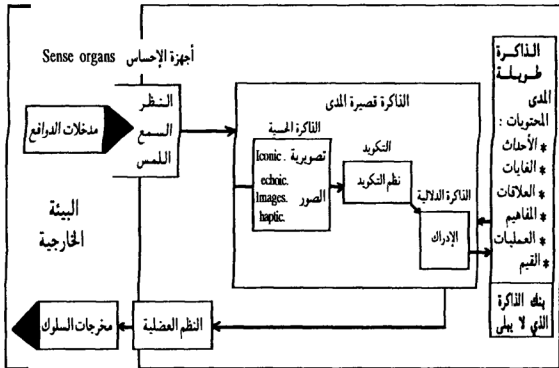 أجهزة الإحساس Sense organs
النظر
السمع
اللمس
مدخلات الدوافع
البيئة
الخارجية
الذاكرة قصيرة المدى
الذاكرة الحسية
تصويرية . Iconic
echoic.
الصور Images.
haptic.
التكويد
نظم التكويد
الذاكرة الدلالية
الإدراك
الذاكرة
طويلة
المدى
المحتويات :
* الأحداث
* الغايات
* العلاقات
* المفاهيم
* العمليات
* القيم
بنك الذاكرة
الذي لا يبلى
النظم العضلية
مخرجات السلوك